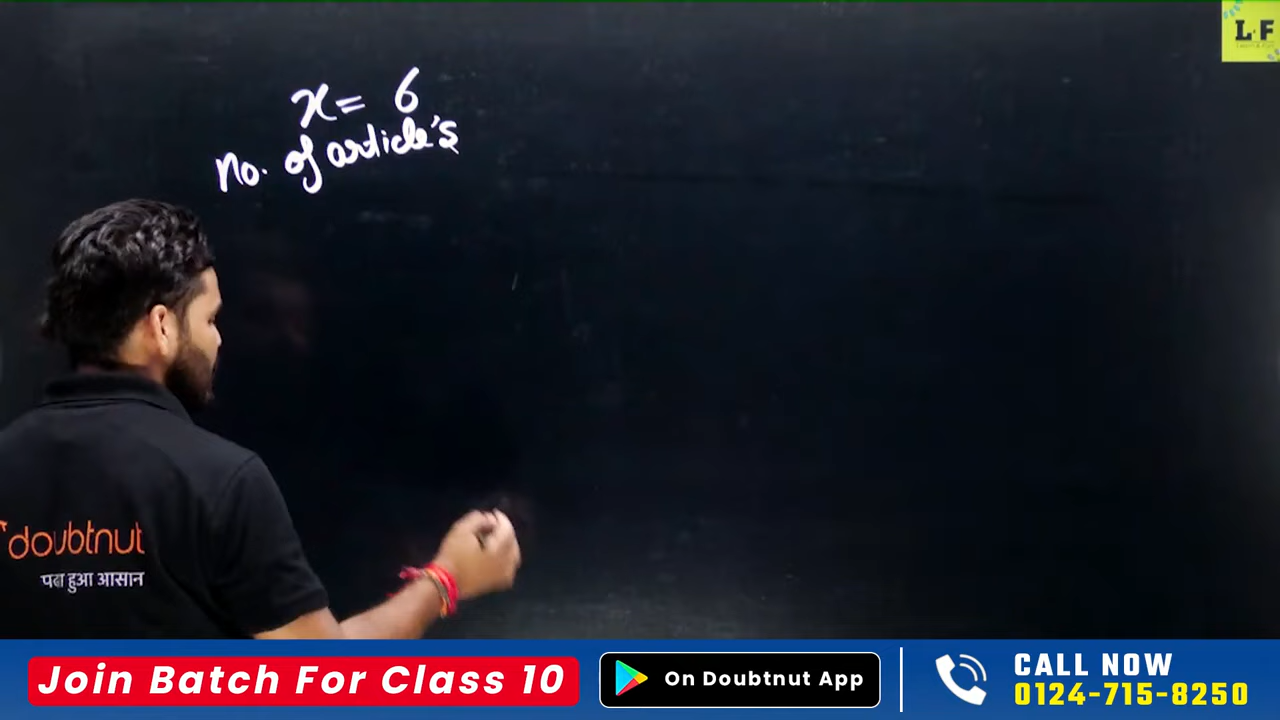 L&F
x = 6
No. of article's
doubtnut
पढ़ा हुआ आसान
Join Batch For Class 10
On Doubtnut App
CALL NOW
0124-715-8250